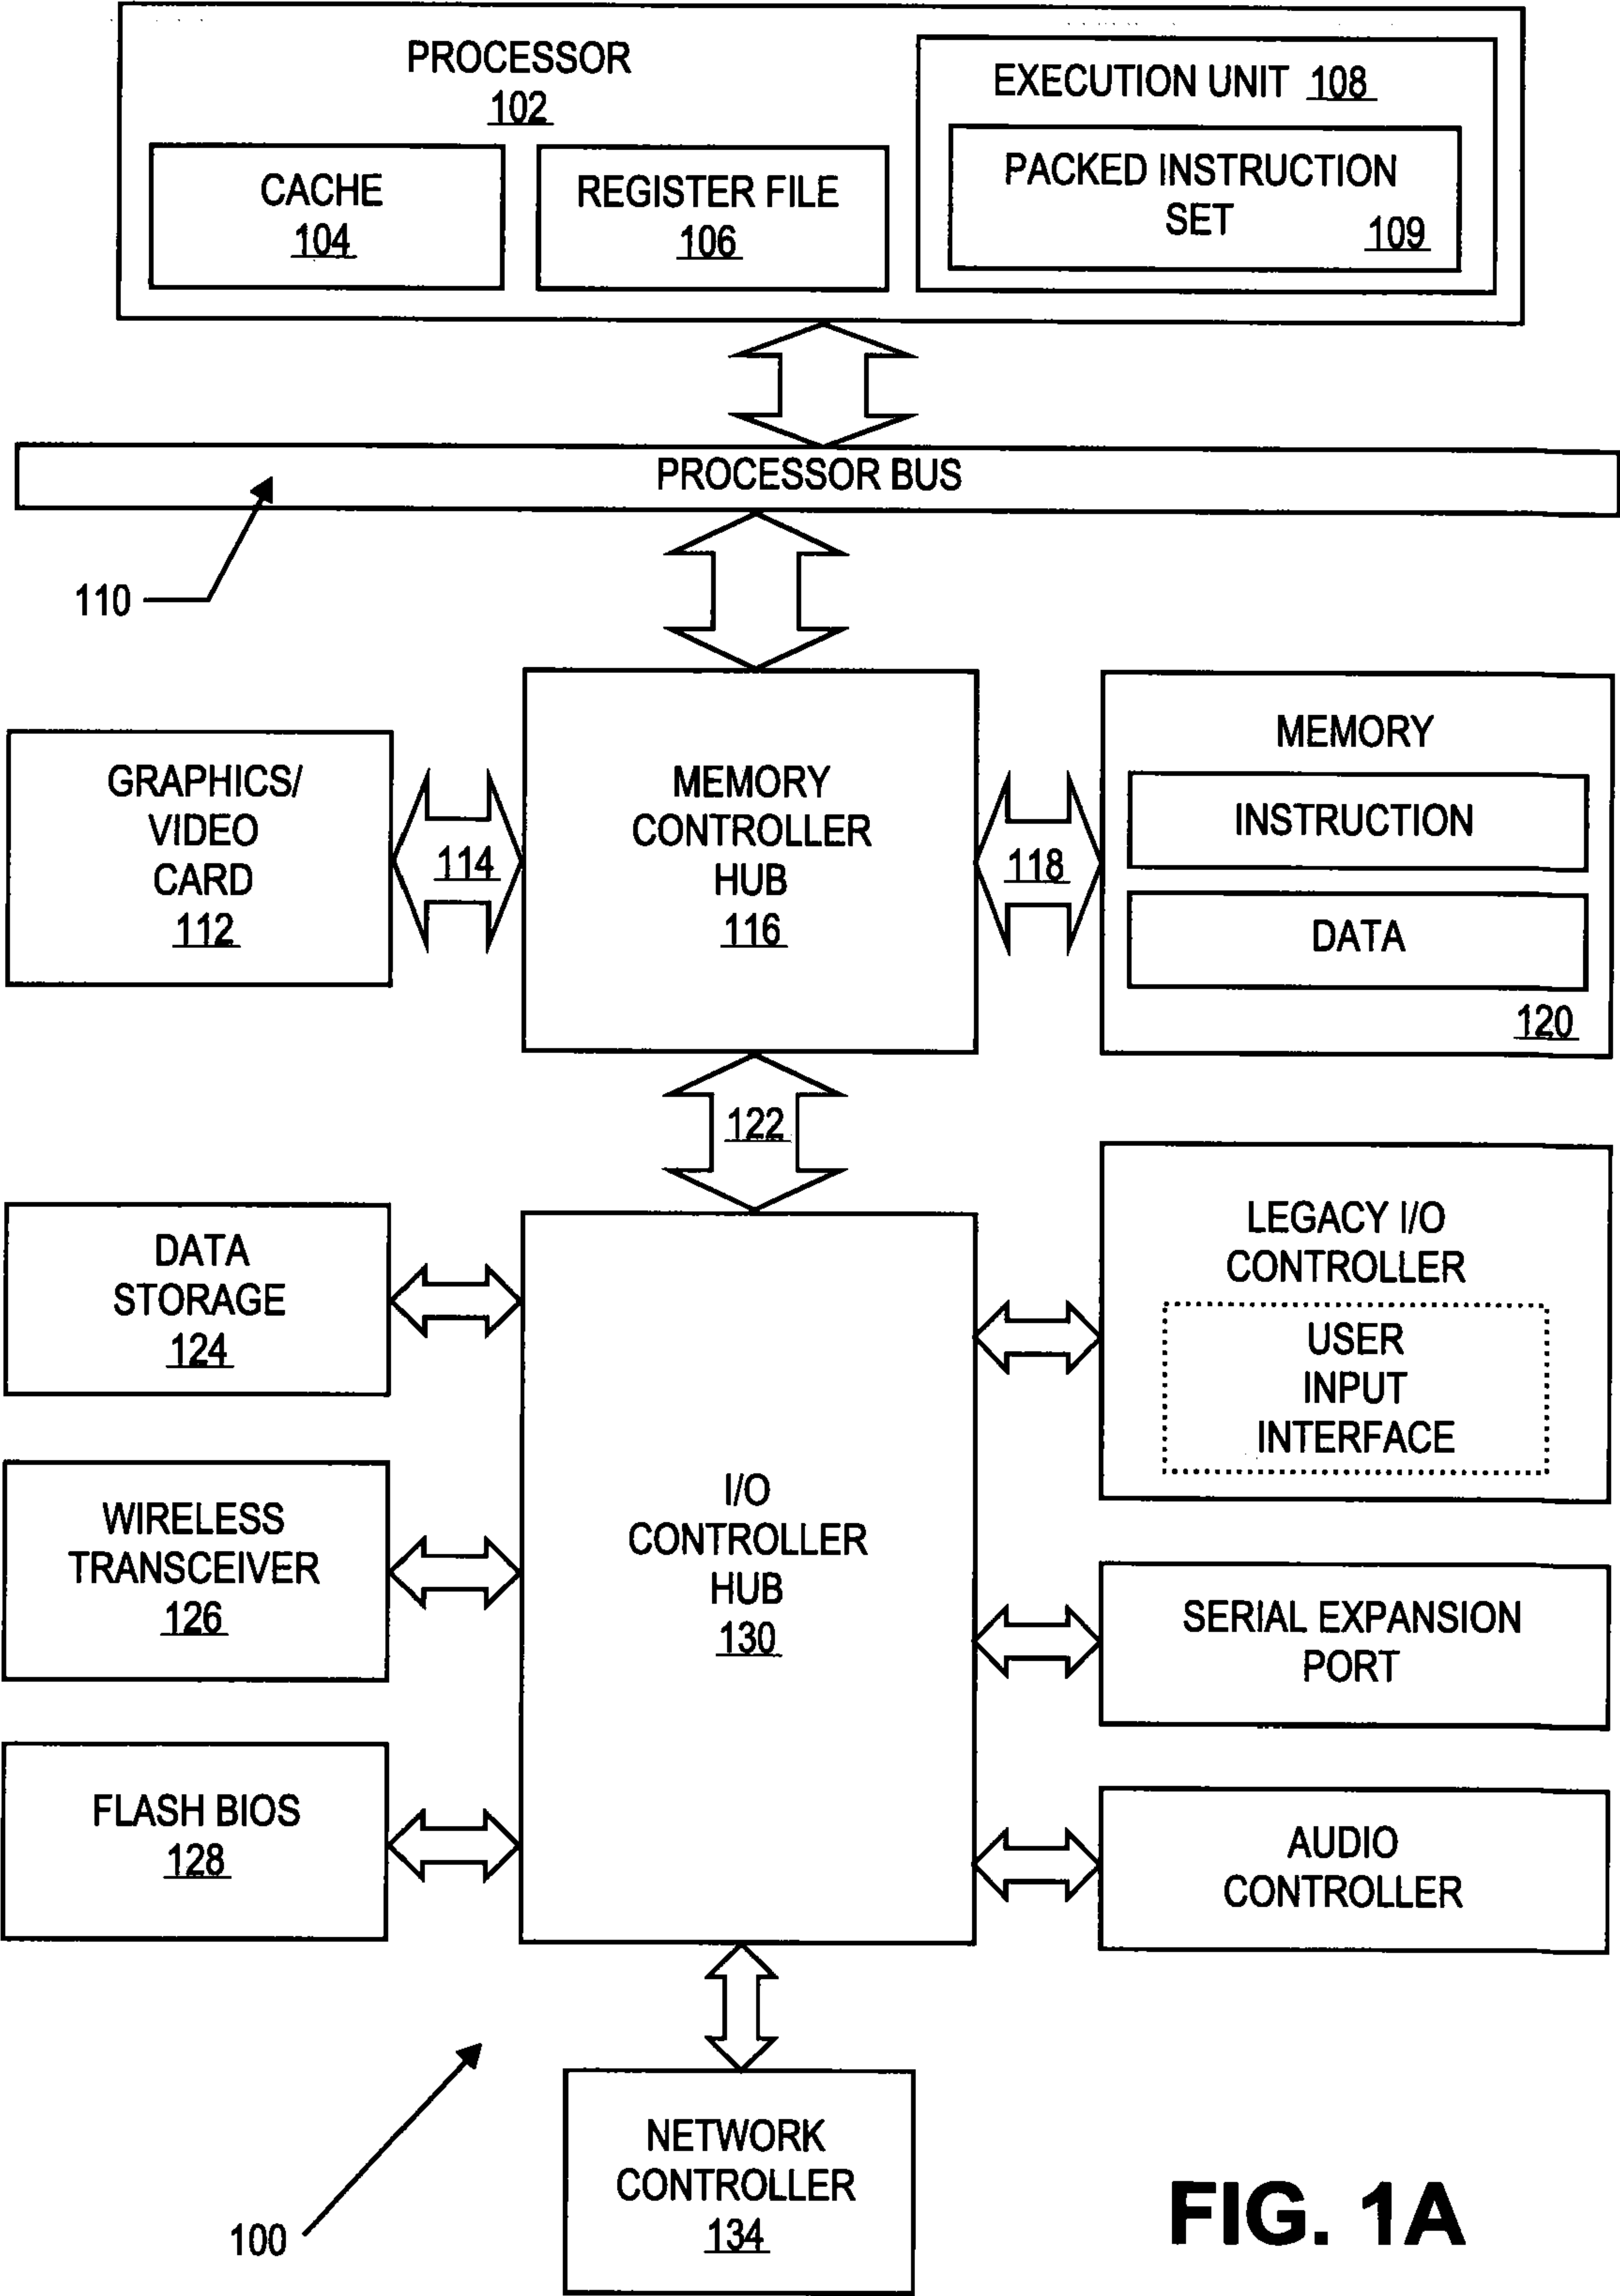 PROCESSOR
102
CACHE
104
REGISTER FILE
106
EXECUTION UNIT 108
PACKED INSTRUCTION
SET
109
PROCESSOR BUS
110
GRAPHICS/
VIDEO
CARD
112
114
MEMORY
CONTROLLER
HUB
116
118
MEMORY
INSTRUCTION
DATA
120
122
DATA
STORAGE
124
WIRELESS
TRANSCEIVER
126
FLASH BIOS
128
I/O
CONTROLLER
HUB
130
LEGACY I/O
CONTROLLER
USER
INPUT
INTERFACE
SERIAL EXPANSION
PORT
AUDIO
CONTROLLER
NETWORK
CONTROLLER
134
100
FIG. 1A